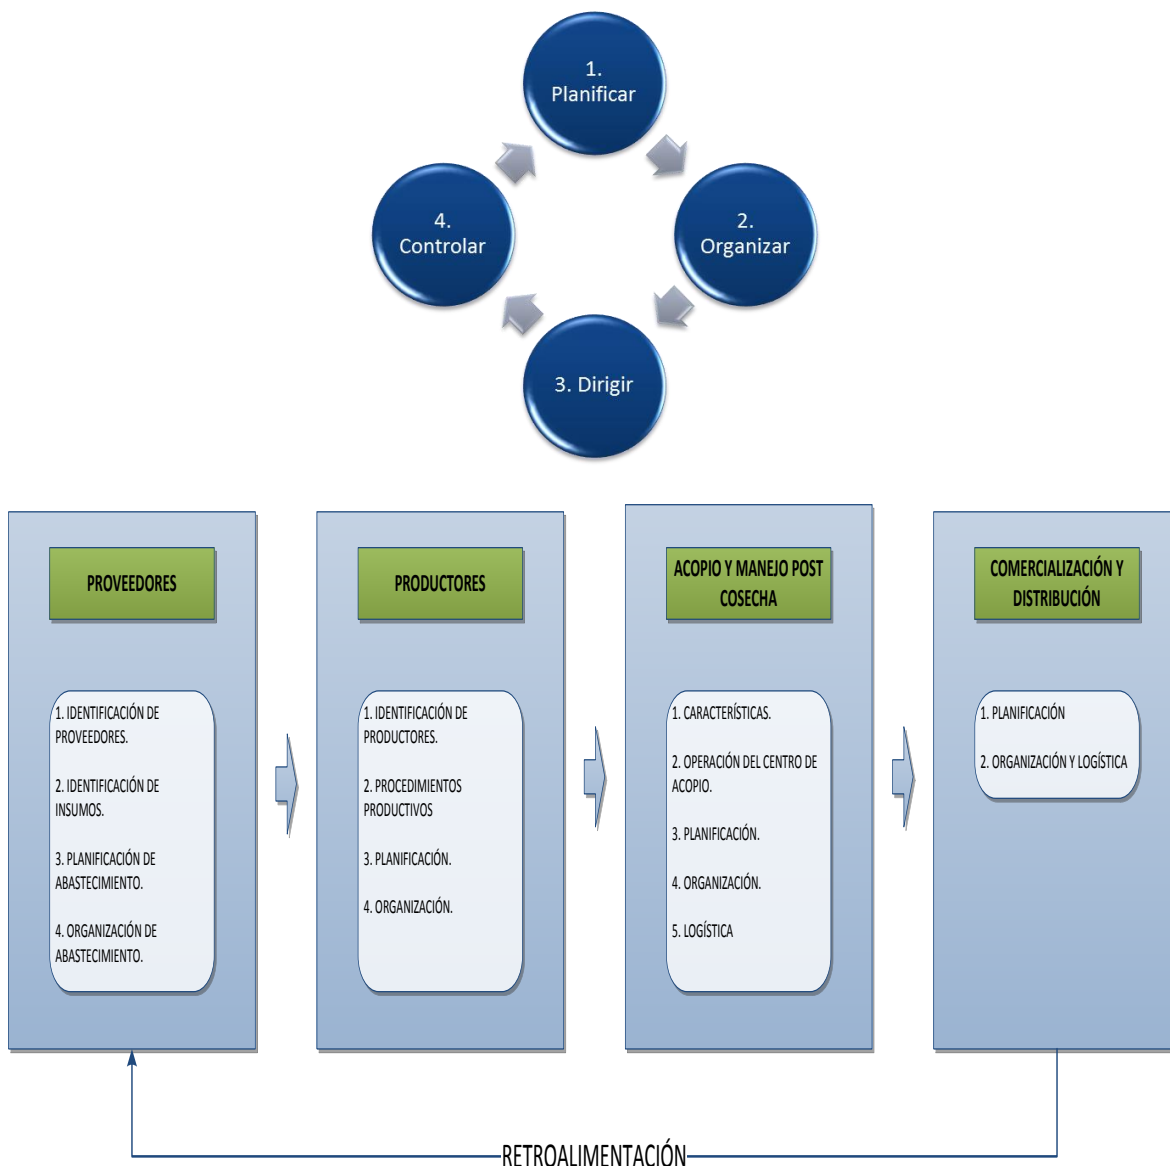 1.
Planificar
2.
Organizar
3. Dirigir
4.
Controlar
PROVEEDORES
1. IDENTIFICACIÓN DE
PROVEEDORES.
2. IDENTIFICACIÓN DE
INSUMOS.
3. PLANIFICACIÓN DE
ABASTECIMIENTO.
4. ORGANIZACIÓN DE
ABASTECIMIENTO.
PRODUCTORES
1. IDENTIFICACIÓN DE
PRODUCTORES.
2. PROCEDIMIENTOS
PRODUCTIVOS
3. PLANIFICACIÓN.
4. ORGANIZACIÓN.
ACOPIO Y MANEJO POST
COSECHA
1. CARACTERÍSTICAS.
2. OPERACIÓN DEL CENTRO DE
ACOPIO.
3. PLANIFICACIÓN.
4. ORGANIZACIÓN.
5. LOGÍSTICA
COMERCIALIZACIÓN Y
DISTRIBUCIÓN
1. PLANIFICACIÓN
2. ORGANIZACIÓN Y LOGÍSTICA
RETROALIMENTACIÓN